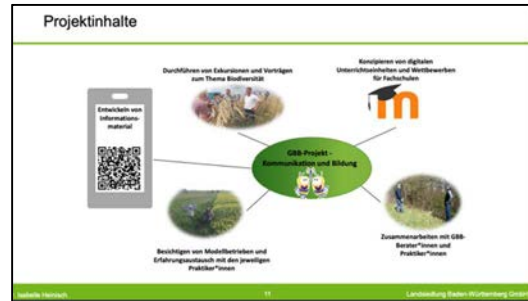 Projektinhalte
Durchführen von Exkursionen und Vorträgen
zum Thema Biodiversität
Konzipieren von digitalen
Unterrichtseinheiten und Wettbewerben
für Fachschulen
Entwickeln von
Informations-
material
GBB-Projekt -
Kommunikation und Bildung
Besichtigen von Modellbetrieben und
Erfahrungsaustausch mit den jeweiligen
Praktiker*innen
Zusammenarbeiten mit GBB-
Berater*innen und
Praktiker*innen
Isabelle Heinisch
11
Landsiedlung Baden-Württemberg GmbH